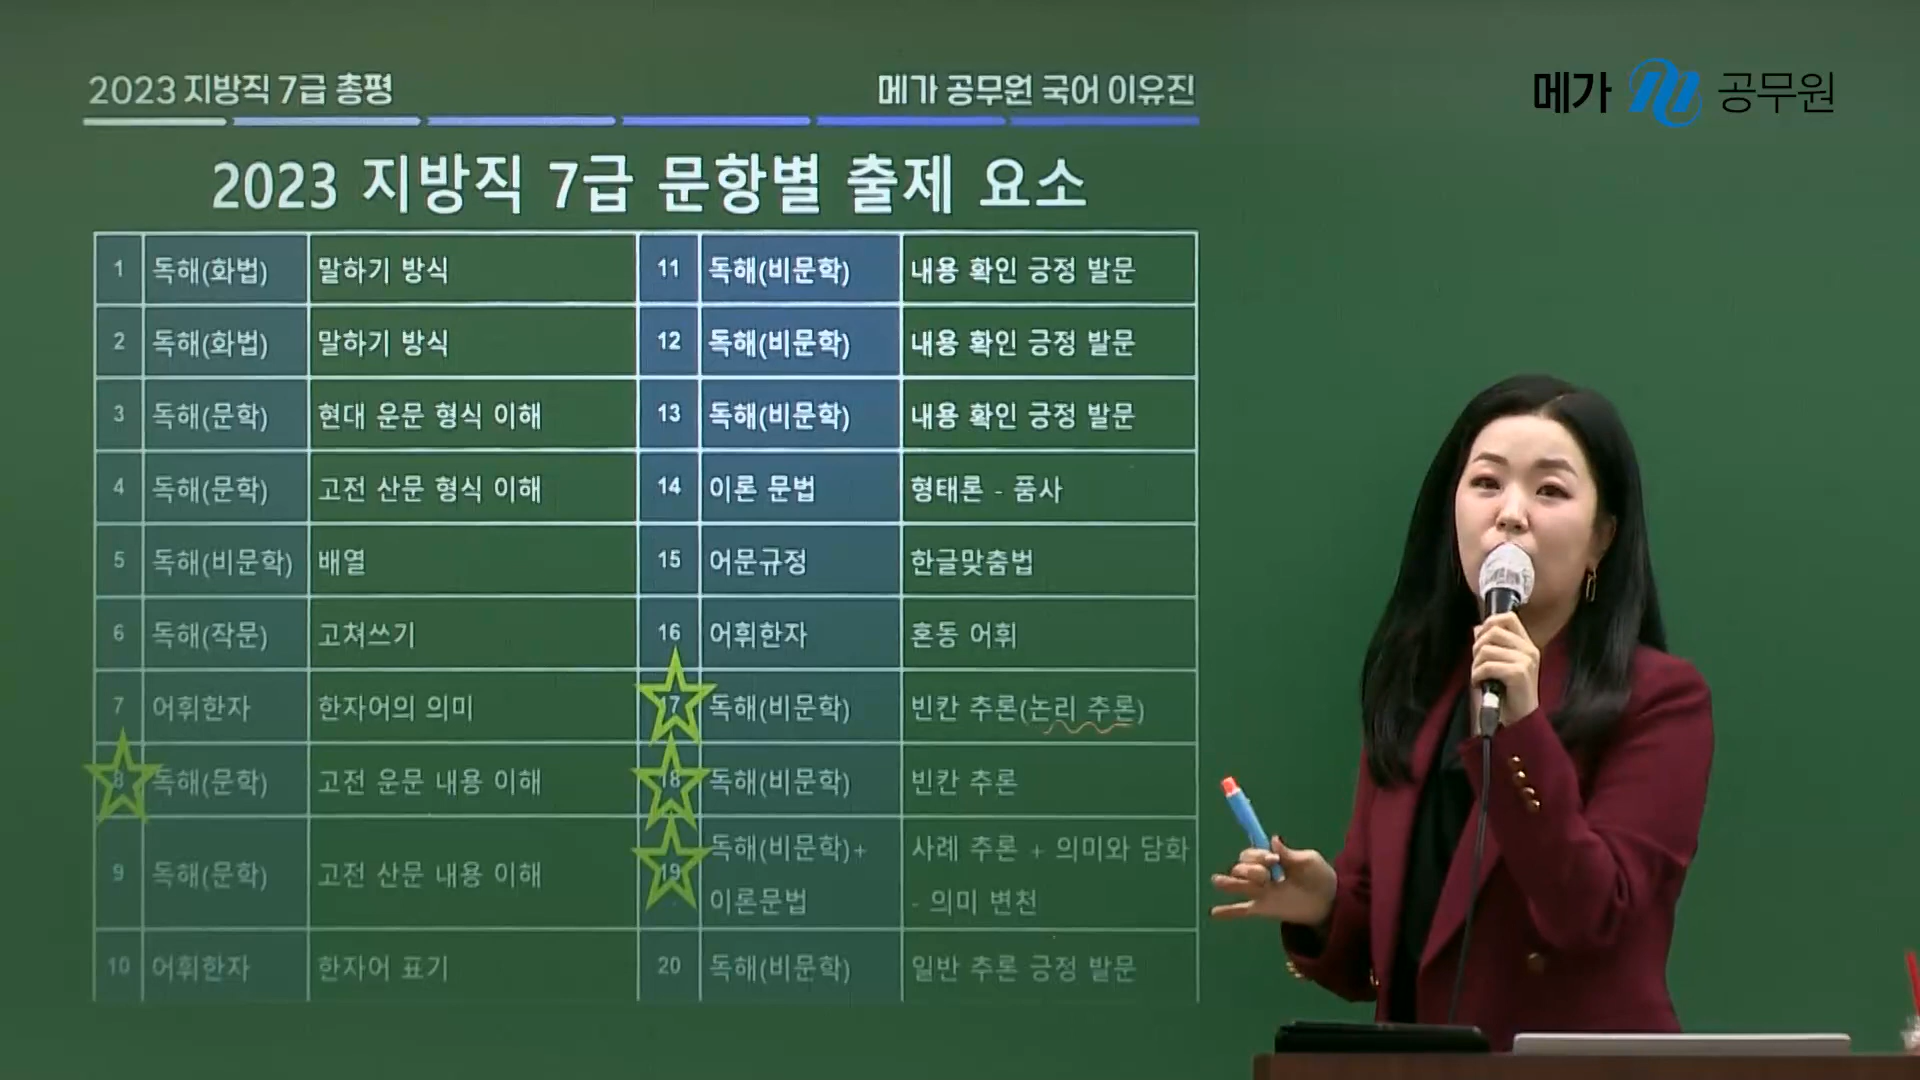 2023 지방직 7급 총평
메가 공무원 국어 이유진
메가 공무원
2023 지방직 7급 문항별 출제 요소
1 독해(화법) 말하기 방식
2 독해(화법) 말하기 방식
3 독해(문학) 현대 운문 형식 이해
4 독해(문학) 고전 산문 형식 이해
5 독해(비문학) 배열
6 독해(작문) 고쳐쓰기
7 어휘한자 한자어의 의미
8 독해(문학) 고전 운문 내용 이해
9 독해(문학) 고전 산문 내용 이해
10 어휘한자 한자어 표기
11 독해(비문학) 내용 확인 긍정 발문
12 독해(비문학) 내용 확인 긍정 발문
13 독해(비문학) 내용 확인 긍정 발문
14 이론 문법 형태론 - 품사
15 어문규정 한글맞춤법
16 어휘한자 혼동 어휘
17 독해(비문학) 빈칸 추론(논리 추론)
18 독해(비문학) 빈칸 추론
19 독해(비문학)+ 사례 추론 + 의미와 담화
이론문법 - 의미 변천
20 독해(비문학) 일반 추론 긍정 발문